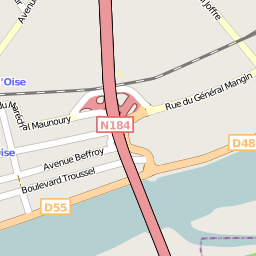 Avenue
Joffre
l'Oise
du Maréchal Maunoury
Rue du Général Mangin
N184
Oise
Avenue Beffroy
D48
Boulevard Troussel
D55